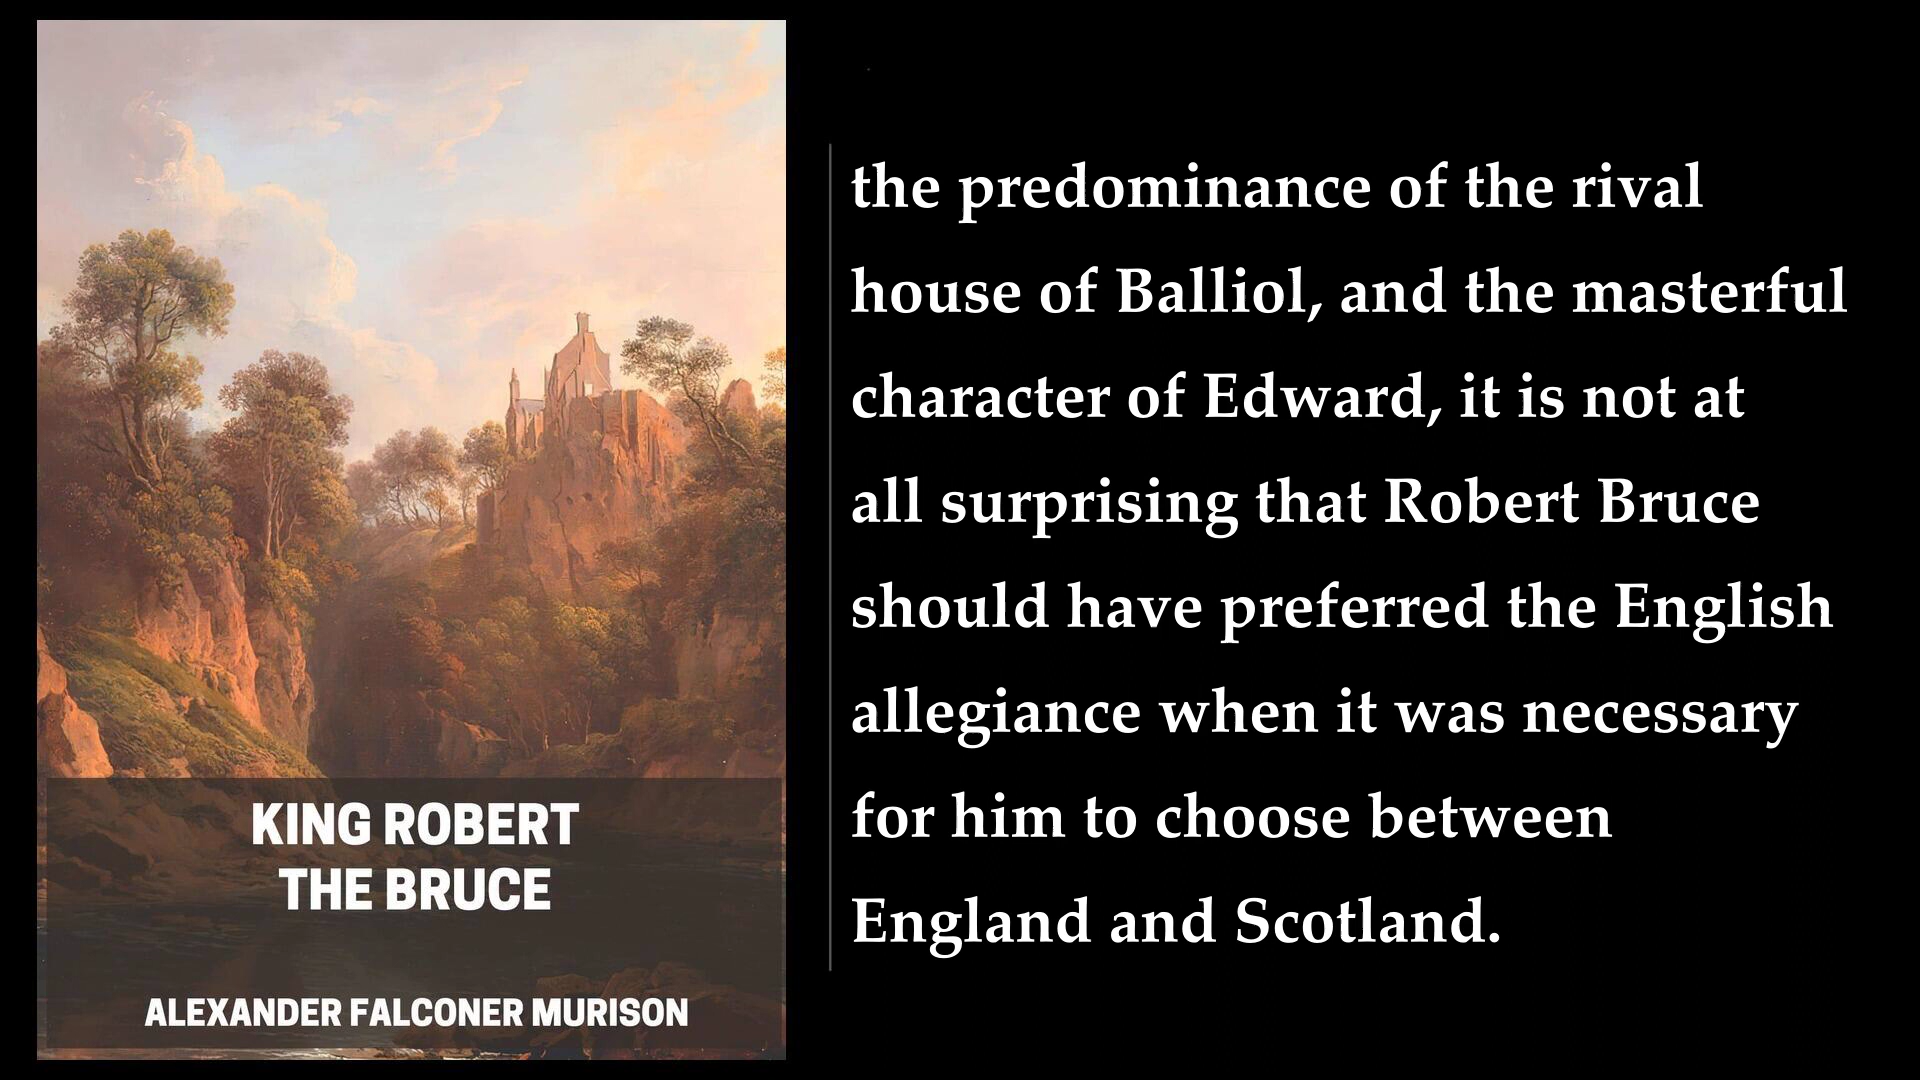 KING ROBERT
THE BRUCE
ALEXANDER FALCONER MURISON
the predominance of the rival
house of Balliol, and the masterful
character of Edward, it is not at
all surprising that Robert Bruce
should have preferred the English
allegiance when it was necessary
for him to choose between
England and Scotland.